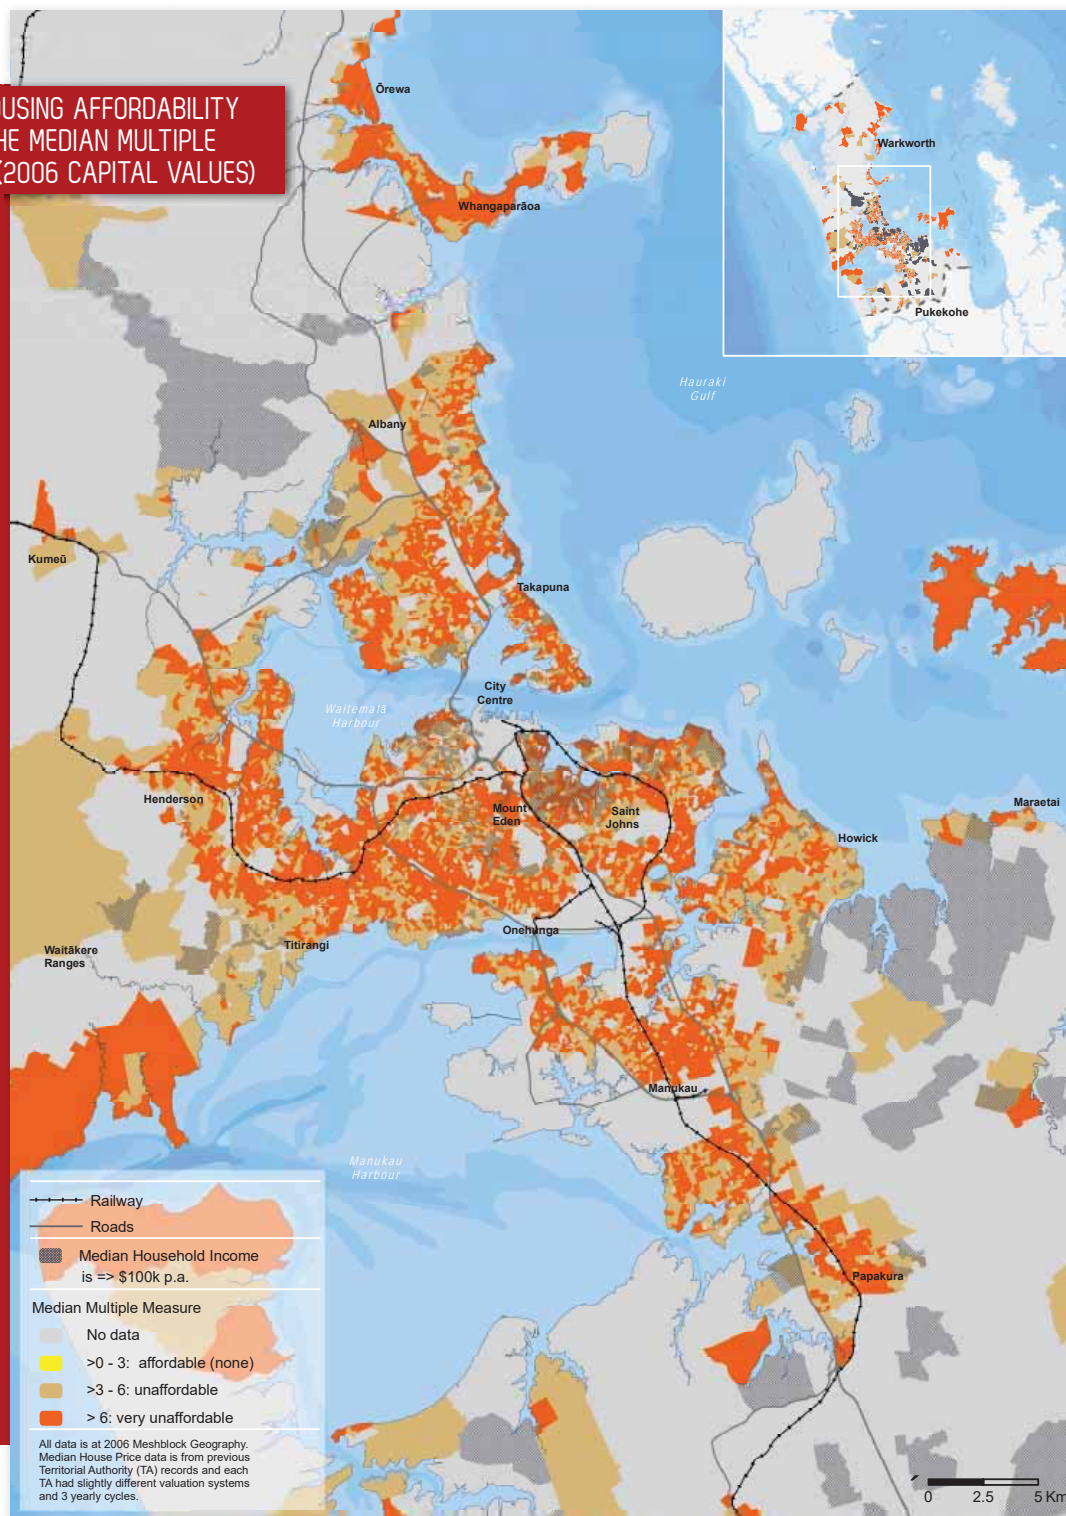 OUSING AFFORDABILITY
HE MEDIAN MULTIPLE
(2006 CAPITAL VALUES)
Ōrewa
Whangaparāoa
Warkworth
Pukekohe
Hauraki
Gulf
Albany
Kumeū
Takapuna
City
Centre
Waitematā
Harbour
Henderson
Mount
Eden
Saint
Johns
Maraetai
Howick
Onehunga
Titirangi
Waitākere
Ranges
Manukau
Manukau
Harbour
Papakura
Railway
Roads
Median Household Income
is => $100k p.a.
Median Multiple Measure
No data
>0 - 3: affordable (none)
>3 - 6: unaffordable
> 6: very unaffordable
All data is at 2006 Meshblock Geography.
Median House Price data is from previous
Territorial Authority (TA) records and each
TA had slightly different valuation systems
and 3 yearly cycles.
0 2.5 5 Km